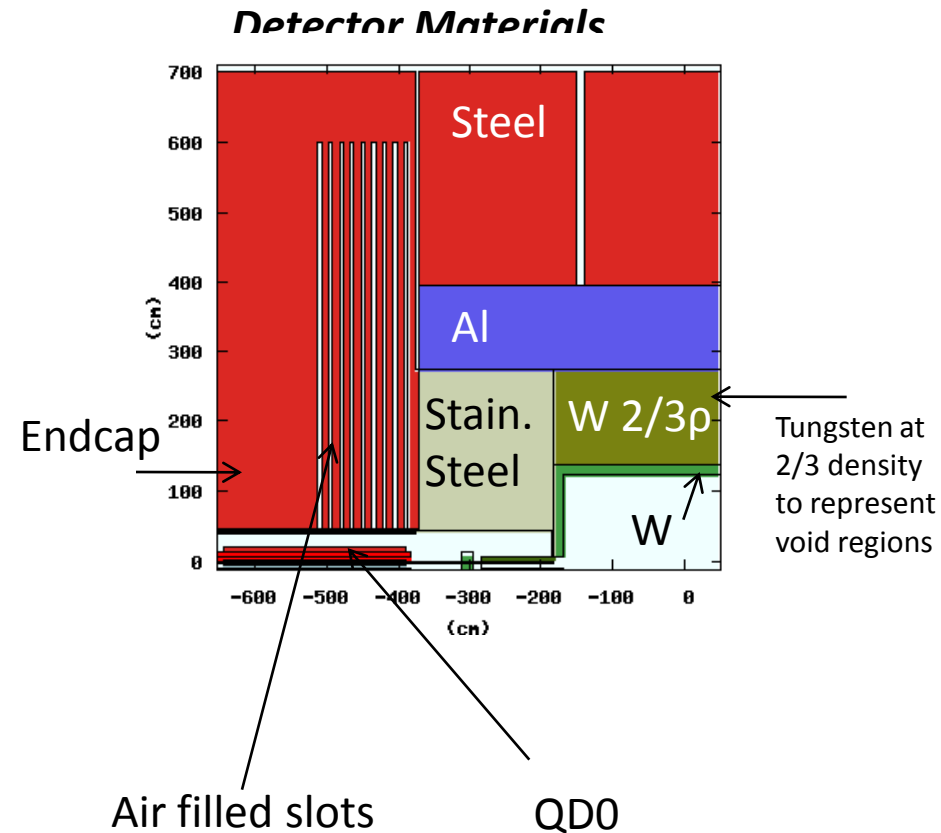 Detector Materials
700
600
500
400
300
200
100
0
(cm)
-600 -500 -400 -300 -200 -100 0
(cm)
Steel
Al
Stain.
Steel
W 2/3ρ
W
Endcap
Tungsten at
2/3 density
to represent
void regions
Air filled slots
QD0